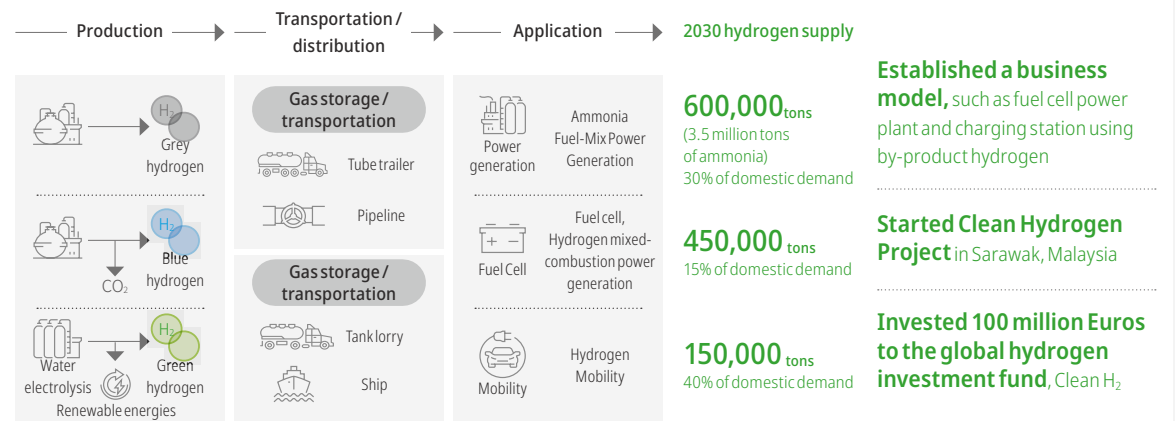 Production
Transportation /
distribution
Application
2030 hydrogen supply
H₂
Grey
hydrogen
H₂
Blue
hydrogen
CO₂
H₂
Water
electrolysis
Green
hydrogen
Renewable energies
Gas storage /
transportation
Tube trailer
Pipeline
Gas storage /
transportation
Tank lorry
Ship
Power
generation
Ammonia
Fuel-Mix Power
Generation
Fuel Cell
Fuel cell,
Hydrogen mixed-
combustion power
generation
Mobility
Hydrogen
Mobility
600,000 tons
(3.5 million tons
of ammonia)
30% of domestic demand
450,000 tons
15% of domestic demand
150,000 tons
40% of domestic demand
Established a business
model, such as fuel cell power
plant and charging station using
by-product hydrogen
Started Clean Hydrogen
Project in Sarawak, Malaysia
Invested 100 million Euros
to the global hydrogen
investment fund, Clean H₂